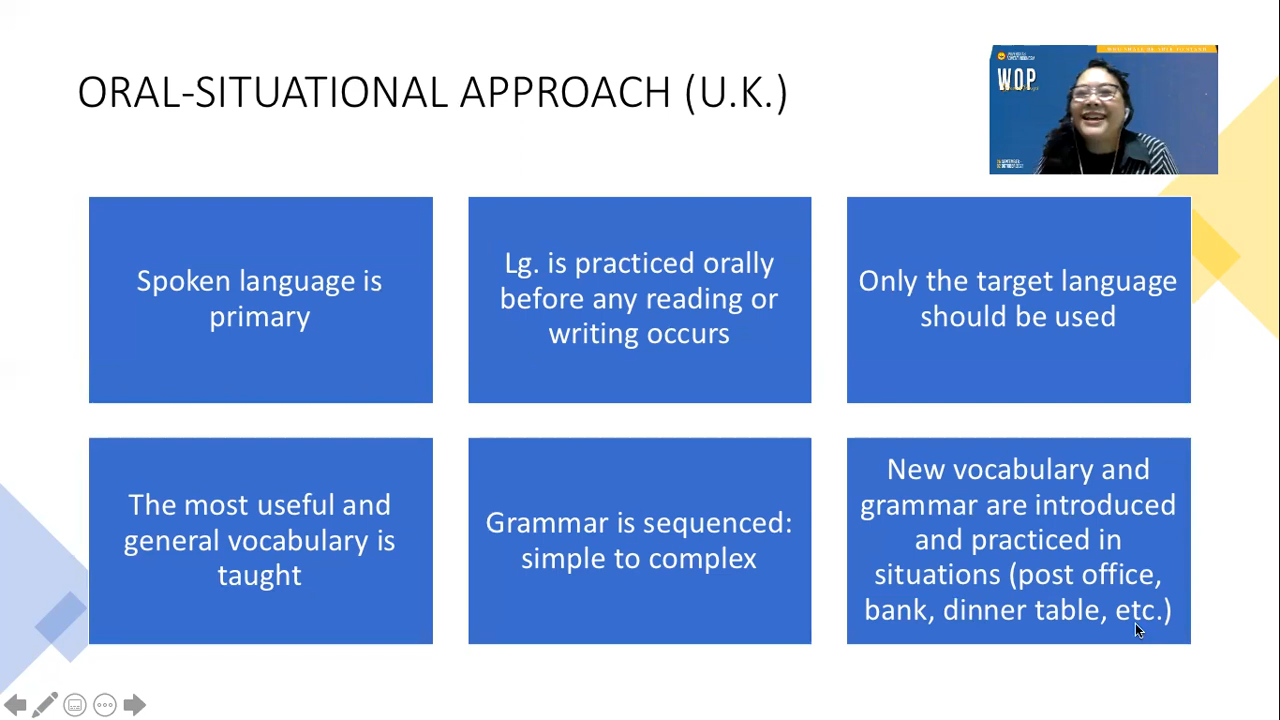 ORAL-SITUATIONAL APPROACH (U.K.)
W.O.P.
Spoken language is
primary
Lg. is practiced orally
before any reading or
writing occurs
Only the target language
should be used
The most useful and
general vocabulary is
taught
Grammar is sequenced:
simple to complex
New vocabulary and
grammar are introduced
and practiced in
situations (post office,
bank, dinner table, etc.)